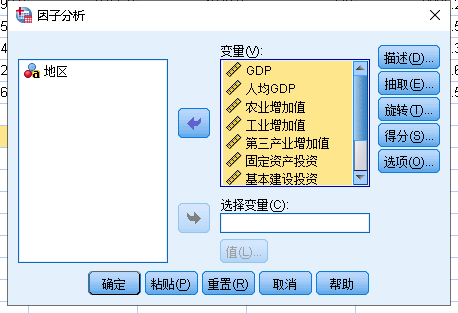 因子分析
地区
变量(V):
GDP
人均GDP
农业增加值
工业增加值
第三产业增加值
固定资产投资
基本建设投资
描述(D)...
抽取(E)...
旋转(T)...
得分(S)...
选项(O)...
选择变量(C):
值(L)...
确定
粘贴(P)
重置(R)
取消
帮助